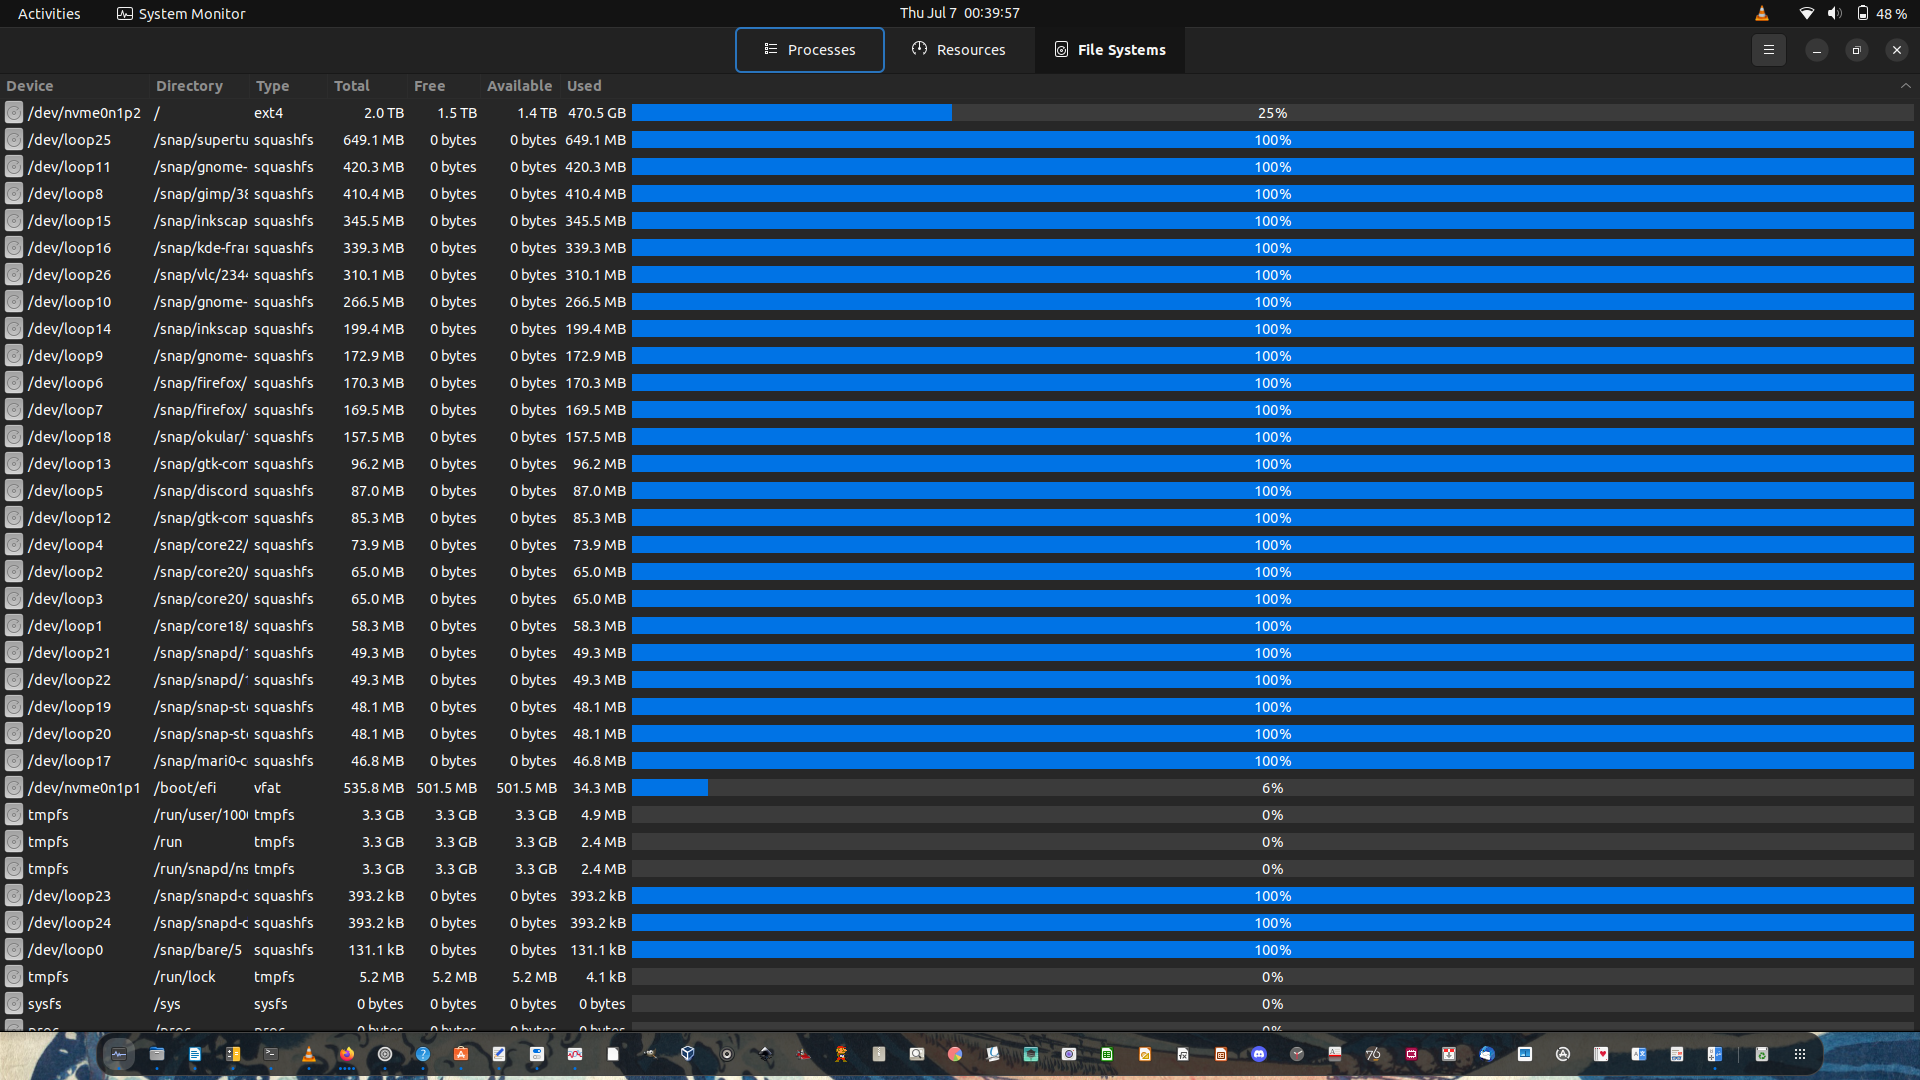 Activities System Monitor Thu Jul 7 00:39:57 48 %
Processes Resources File Systems
Device Directory Type Total Free Available Used
/dev/nvme0n1p2 / ext4 2.0 TB 1.5 TB 1.4 TB 470.5 GB 25%
/dev/loop25 /snap/supertu squashfs 649.1 MB 0 bytes 0 bytes 649.1 MB 100%
/dev/loop11 /snap/gnome- squashfs 420.3 MB 0 bytes 0 bytes 420.3 MB 100%
/dev/loop8 /snap/gimp/38 squashfs 410.4 MB 0 bytes 0 bytes 410.4 MB 100%
/dev/loop15 /snap/inkscap squashfs 345.5 MB 0 bytes 0 bytes 345.5 MB 100%
/dev/loop16 /snap/kde-fra squashfs 339.3 MB 0 bytes 0 bytes 339.3 MB 100%
/dev/loop26 /snap/vlc/234 squashfs 310.1 MB 0 bytes 0 bytes 310.1 MB 100%
/dev/loop10 /snap/gnome- squashfs 266.5 MB 0 bytes 0 bytes 266.5 MB 100%
/dev/loop14 /snap/inkscap squashfs 199.4 MB 0 bytes 0 bytes 199.4 MB 100%
/dev/loop9 /snap/gnome- squashfs 172.9 MB 0 bytes 0 bytes 172.9 MB 100%
/dev/loop6 /snap/firefox/ squashfs 170.3 MB 0 bytes 0 bytes 170.3 MB 100%
/dev/loop7 /snap/firefox/ squashfs 169.5 MB 0 bytes 0 bytes 169.5 MB 100%
/dev/loop18 /snap/okular/ squashfs 157.5 MB 0 bytes 0 bytes 157.5 MB 100%
/dev/loop13 /snap/gtk-com squashfs 96.2 MB 0 bytes 0 bytes 96.2 MB 100%
/dev/loop5 /snap/discord squashfs 87.0 MB 0 bytes 0 bytes 87.0 MB 100%
/dev/loop12 /snap/gtk-com squashfs 85.3 MB 0 bytes 0 bytes 85.3 MB 100%
/dev/loop4 /snap/core22/ squashfs 73.9 MB 0 bytes 0 bytes 73.9 MB 100%
/dev/loop2 /snap/core20/ squashfs 65.0 MB 0 bytes 0 bytes 65.0 MB 100%
/dev/loop3 /snap/core20/ squashfs 65.0 MB 0 bytes 0 bytes 65.0 MB 100%
/dev/loop1 /snap/core18/ squashfs 58.3 MB 0 bytes 0 bytes 58.3 MB 100%
/dev/loop21 /snap/snapd/1 squashfs 49.3 MB 0 bytes 0 bytes 49.3 MB 100%
/dev/loop22 /snap/snapd/1 squashfs 49.3 MB 0 bytes 0 bytes 49.3 MB 100%
/dev/loop19 /snap/snap-sto squashfs 48.1 MB 0 bytes 0 bytes 48.1 MB 100%
/dev/loop20 /snap/snap-sto squashfs 48.1 MB 0 bytes 0 bytes 48.1 MB 100%
/dev/loop17 /snap/mari0-c squashfs 46.8 MB 0 bytes 0 bytes 46.8 MB 100%
/dev/nvme0n1p1 /boot/efi vfat 535.8 MB 501.5 MB 501.5 MB 34.3 MB 6%
tmpfs /run/user/100 tmpfs 3.3 GB 3.3 GB 3.3 GB 4.9 MB 0%
tmpfs /run tmpfs 3.3 GB 3.3 GB 3.3 GB 2.4 MB 0%
tmpfs /run/snapd/ns tmpfs 3.3 GB 3.3 GB 3.3 GB 2.4 MB 0%
/dev/loop23 /snap/snapd-c squashfs 393.2 kB 0 bytes 0 bytes 393.2 kB 100%
/dev/loop24 /snap/snapd-c squashfs 393.2 kB 0 bytes 0 bytes 393.2 kB 100%
/dev/loop0 /snap/bare/5 squashfs 131.1 kB 0 bytes 0 bytes 131.1 kB 100%
tmpfs /run/lock tmpfs 5.2 MB 5.2 MB 5.2 MB 4.1 kB 0%
sysfs /sys sysfs 0 bytes 0 bytes 0 bytes 0 bytes 0%
proc /proc proc 0 bytes 0 bytes 0 bytes 0 bytes 0%